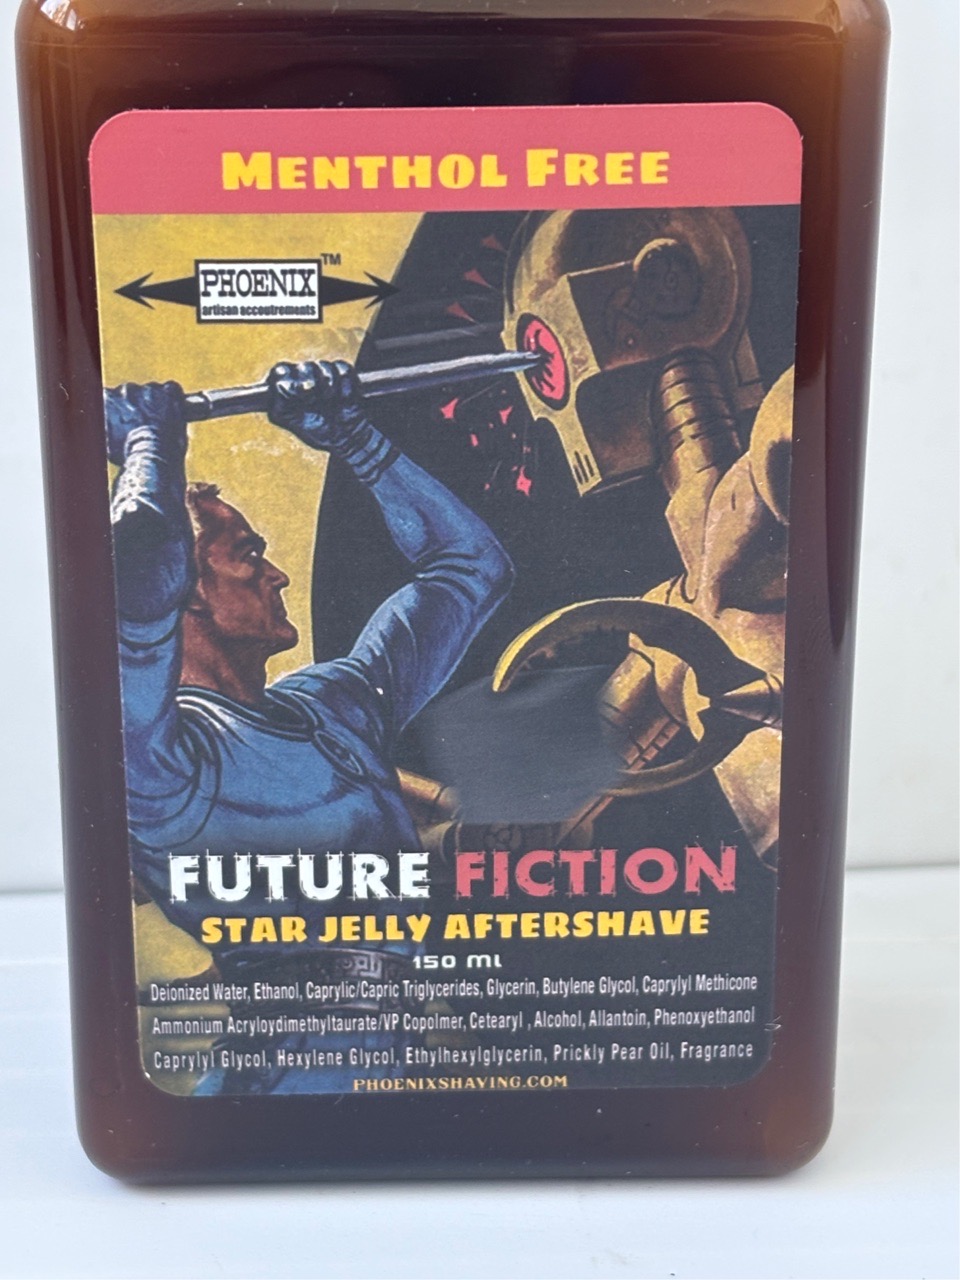 MENTHOL FREE
PHOENIX™
artisan accoutrements
FUTURE FICTION
STAR JELLY AFTERSHAVE
150 ml
Deionized Water, Ethanol, Caprylic/Capric Triglycerides, Glycerin, Butylene Glycol, Caprylyl Methicone
Ammonium Acryloydimethyltaurate/VP Copolmer, Cetearyl , Alcohol, Allantoin, Phenoxyethanol
Caprylyl Glycol, Hexylene Glycol, Ethylhexylglycerin, Prickly Pear Oil, Fragrance
PHOENIXSHAVING.COM